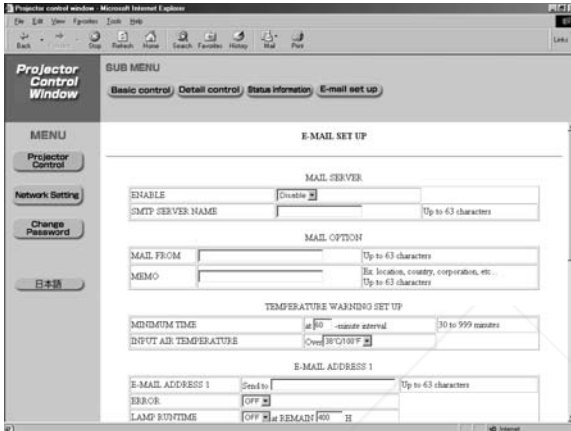 Projector control window - Microsoft Internet Explorer
File Edit View Favorites Tools Help
Back Forward Stop Refresh Home Search Favorites History Mail Print
Links
Projector
Control
Window
SUB MENU
Basic control Detail control Status information E-mail set up
MENU
Projector
Control
Network Setting
Change
Password
日本語
E-MAIL SET UP
MAIL SERVER
ENABLE Disable
SMTP SERVER NAME Up to 63 characters
MAIL OPTION
MAIL FROM Up to 63 characters
MEMO Ex: location, country, corporation, etc...
Up to 63 characters
TEMPERATURE WARNING SET UP
MINIMUM TIME at 60 -minute interval 30 to 999 minutes
INPUT AIR TEMPERATURE Over 38°C/100°F
E-MAIL ADDRESS 1
E-MAIL ADDRESS 1 Send to Up to 63 characters
ERROR OFF
LAMP RUNTIME OFF at REMAIN 400 H
Internet